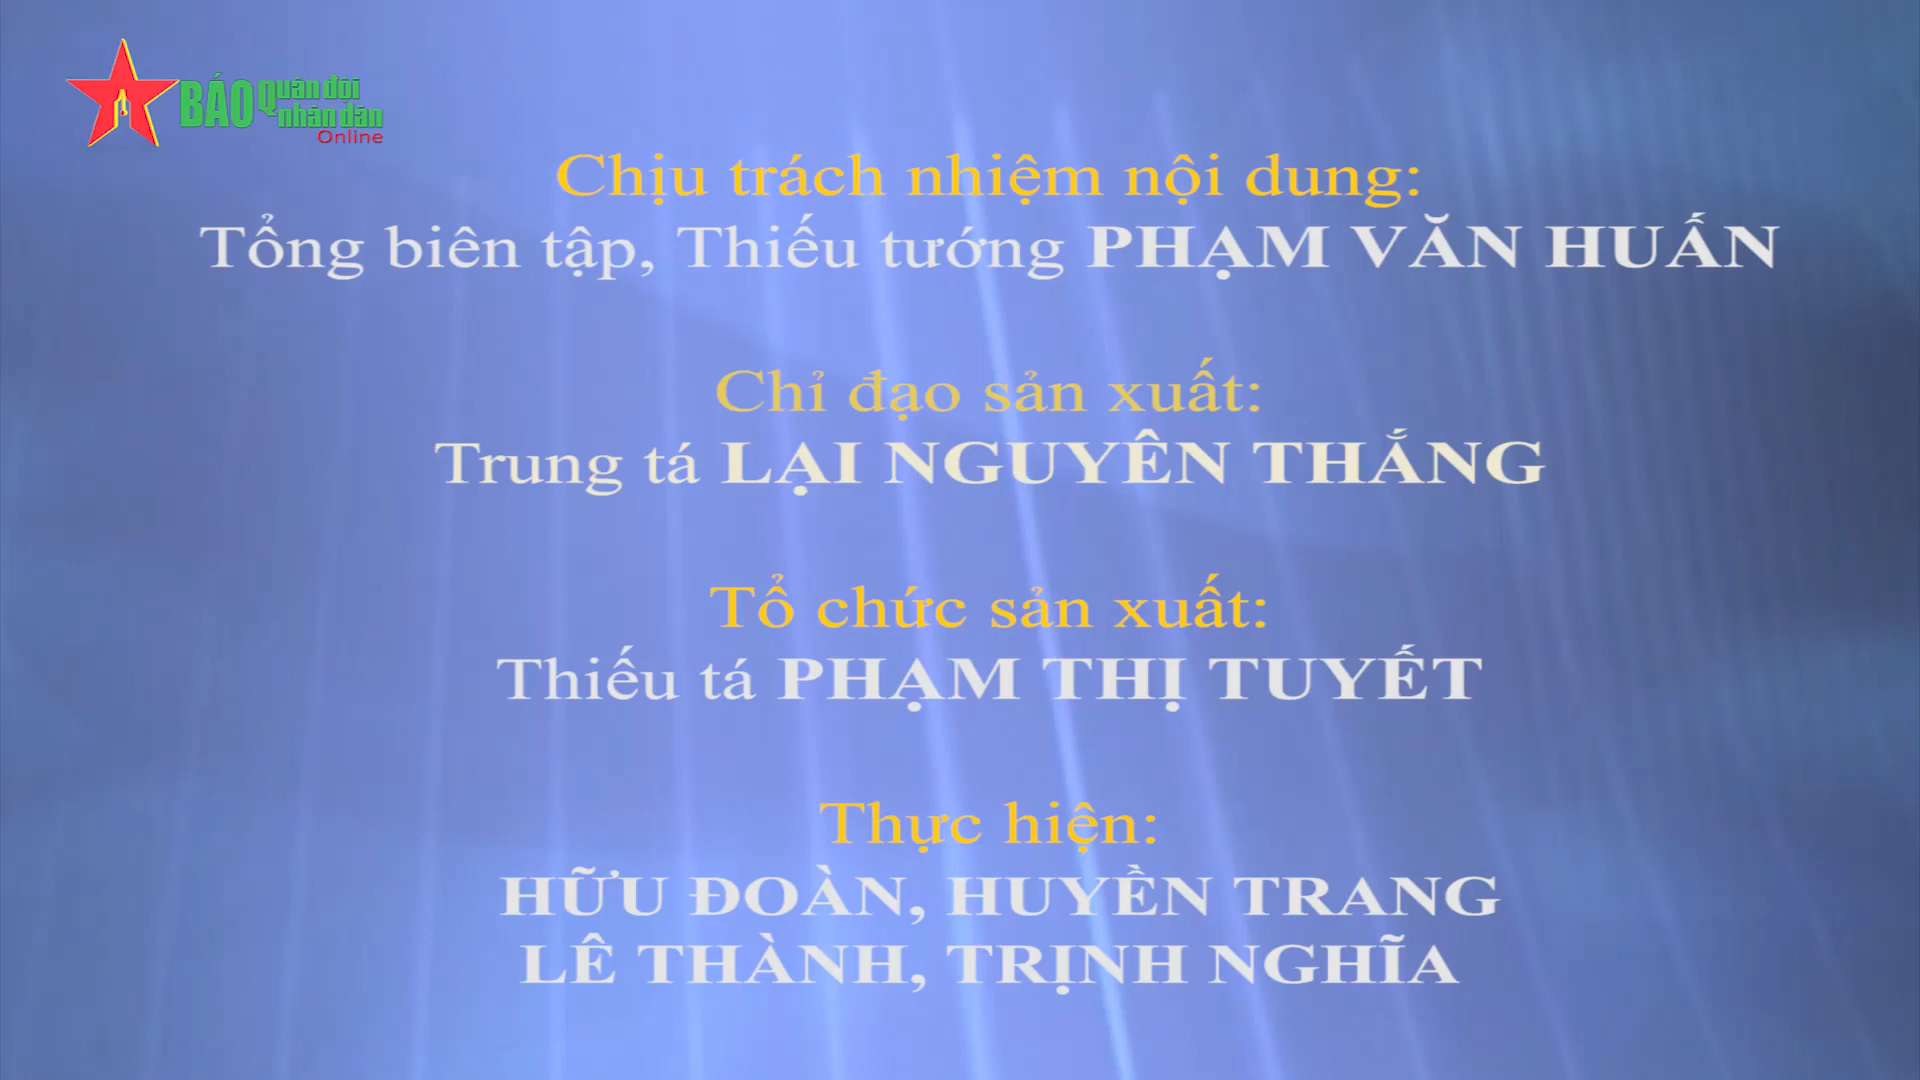 BÁO Quân đội
nhân dân
Online
Chịu trách nhiệm nội dung:
Tổng biên tập, Thiếu tướng PHẠM VĂN HUẤN
Chỉ đạo sản xuất:
Trung tá LẠI NGUYÊN THẮNG
Tổ chức sản xuất:
Thiếu tá PHẠM THỊ TUYẾT
Thực hiện:
HỮU ĐOÀN, HUYỀN TRANG
LÊ THÀNH, TRỊNH NGHĨA